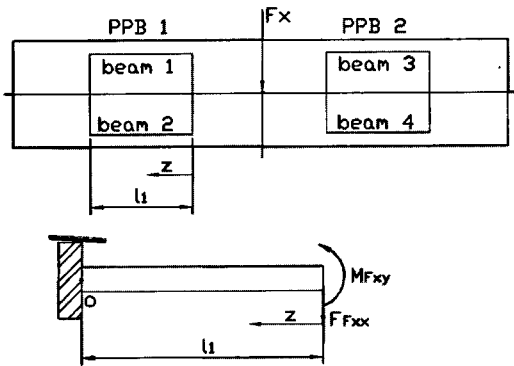 PPB 1
Fx
PPB 2
beam 1
beam 3
beam 2
beam 4
z
l1
MFxy
O
z
FFxx
l1